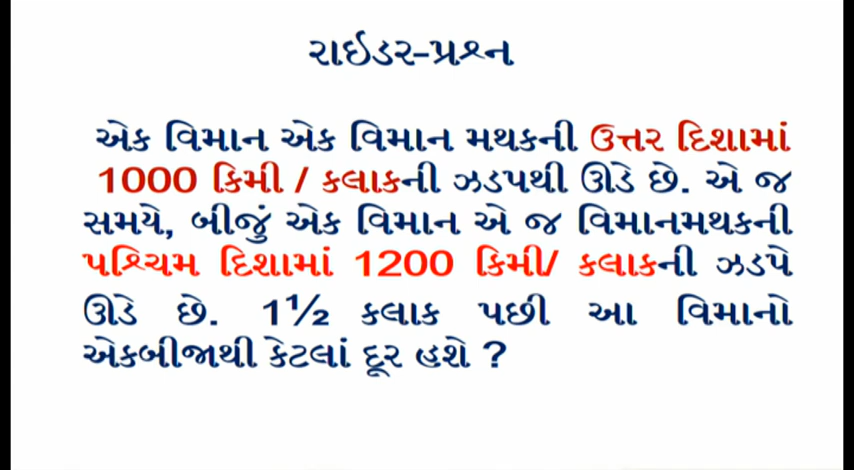 રાઈડર-પ્રશ્ન
એક વિમાન એક વિમાન મથકની ઉત્તર દિશામાં
1000 કિમી / કલાકની ઝડપથી ઊડે છે. એ જ
સમયે, બીજું એક વિમાન એ જ વિમાનમથકની
પશ્ચિમ દિશામાં 1200 કિમી/ કલાકની ઝડપે
ઊડે છે. 1½ કલાક પછી આ વિમાનો
એકબીજાથી કેટલાં દૂર હશે ?